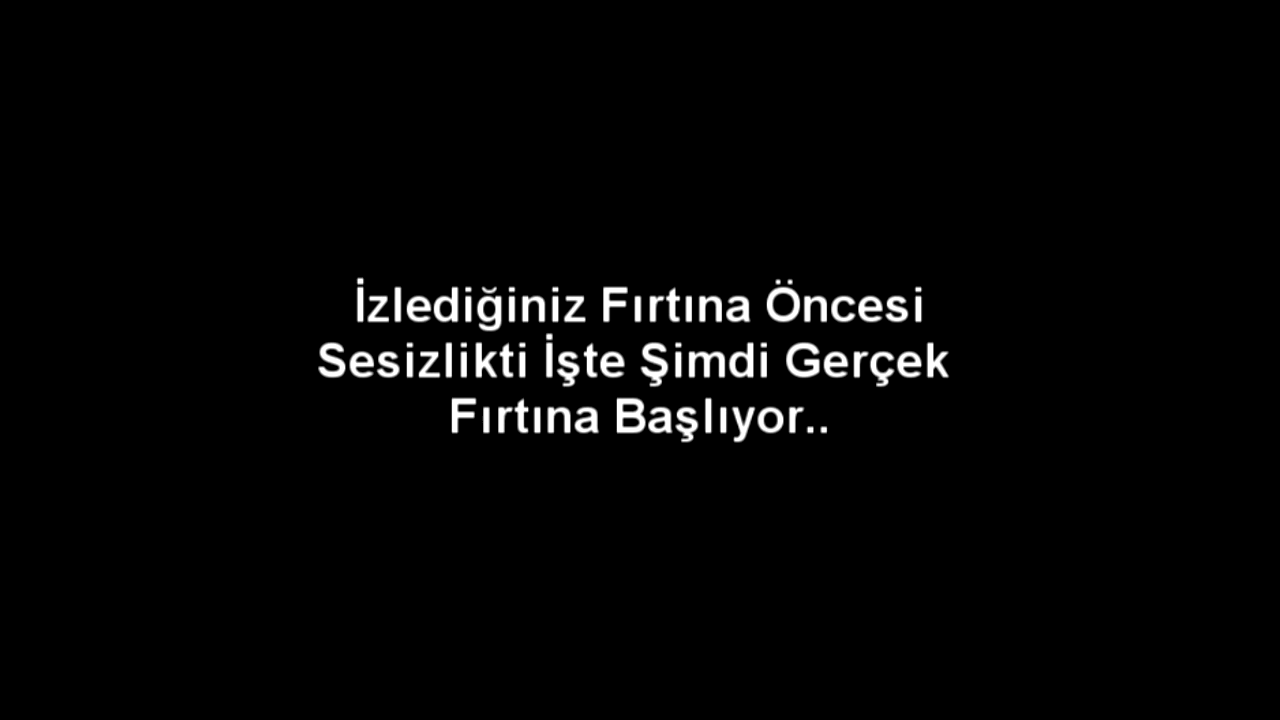 İzlediğiniz Fırtına Öncesi
Sesizlikti İşte Şimdi Gerçek
Fırtına Başlıyor..